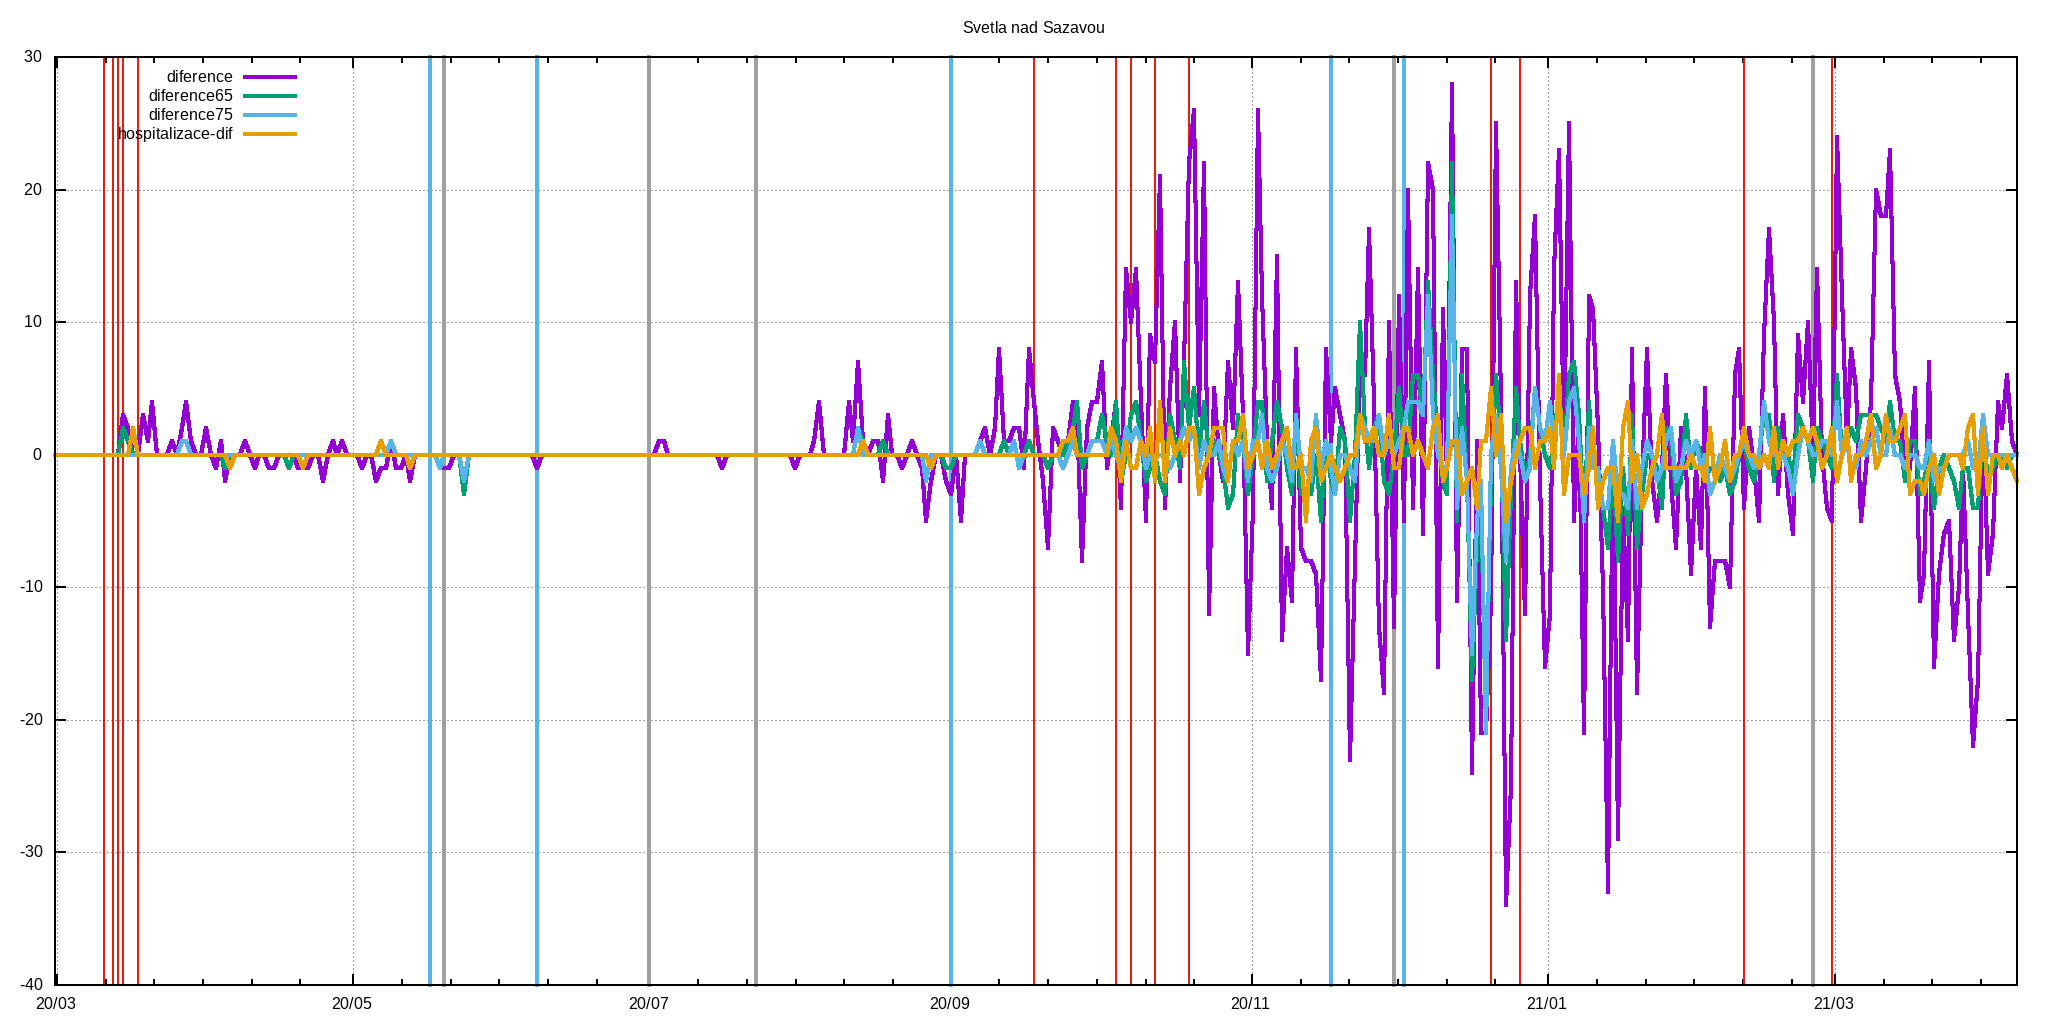 Svetla nad Sazavou
30
20
10
0
-10
-20
-30
-40
diference
diference65
diference75
hospitalizace-dif
20/03 20/05 20/07 20/09 20/11 21/01 21/03